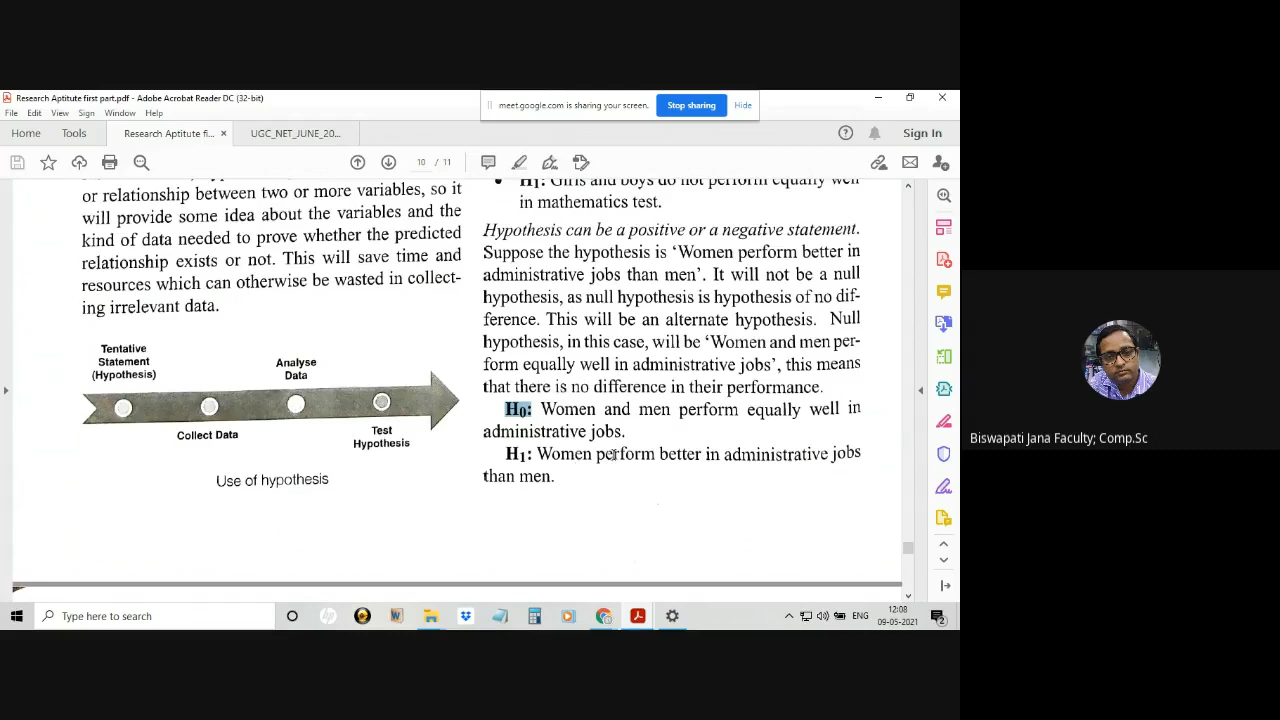 Research Aptitute first part.pdf - Adobe Acrobat Reader DC (32-bit)
meet.google.com is sharing your screen.
Stop sharing
Hide
File Edit View Sign Window Help
Home Tools Research Aptitute fi... × UGC_NET_JUNE_20... Sign In
10 / 11
or relationship between two or more variables, so it
will provide some idea about the variables and the
kind of data needed to prove whether the predicted
relationship exists or not. This will save time and
resources which can otherwise be wasted in collect-
ing irrelevant data.
Tentative
Statement
(Hypothesis)
Analyse
Data
Collect Data
Test
Hypothesis
Use of hypothesis
• H1: Girls and boys do not perform equally well
in mathematics test.
Hypothesis can be a positive or a negative statement.
Suppose the hypothesis is ‘Women perform better in
administrative jobs than men’. It will not be a null
hypothesis, as null hypothesis is hypothesis of no dif-
ference. This will be an alternate hypothesis. Null
hypothesis, in this case, will be ‘Women and men per-
form equally well in administrative jobs’, this means
that there is no difference in their performance.
H0: Women and men perform equally well in
administrative jobs.
H1: Women perform better in administrative jobs
than men.
Biswapati Jana Faculty; Comp.Sc
Type here to search
ENG
12:08
09-05-2021
2